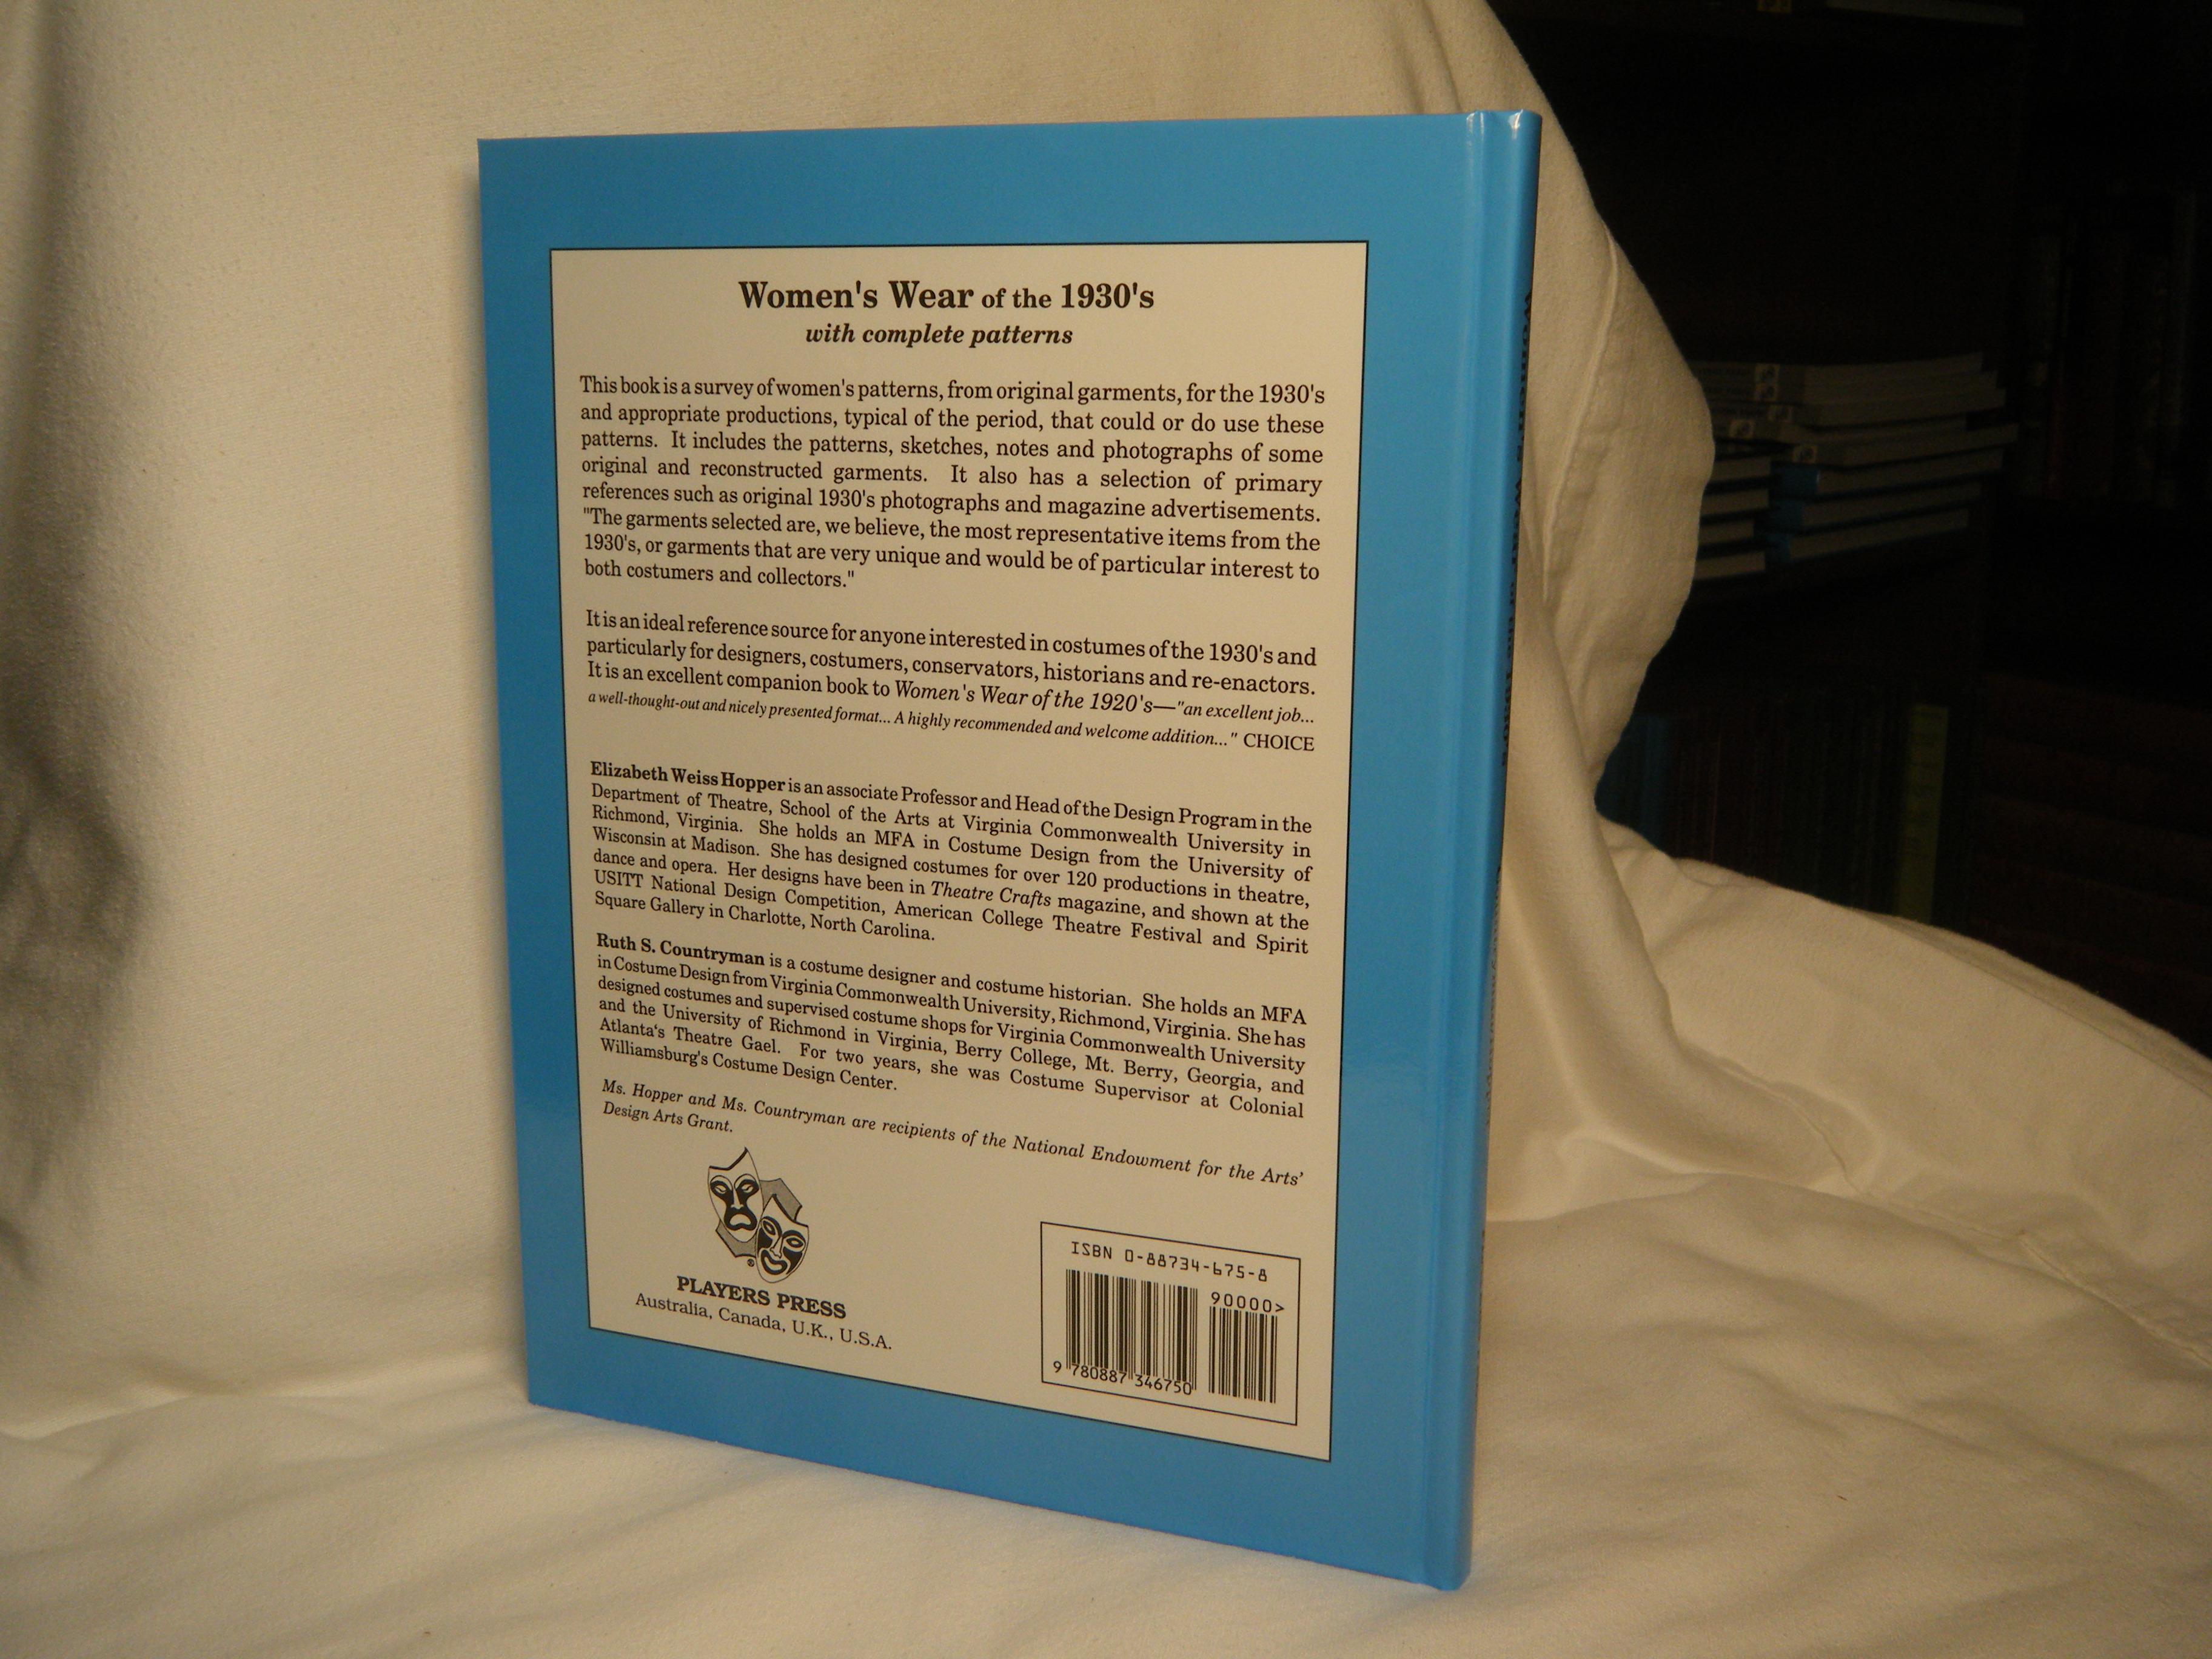 Women's Wear of the 1930's
with complete patterns
This book is a survey of women's patterns, from original garments, for the 1930's
and appropriate productions, typical of the period, that could or do use these
patterns. It includes the patterns, sketches, notes and photographs of some
original and reconstructed garments. It also has a selection of primary
references such as original 1930's photographs and magazine advertisements.
"The garments selected are, we believe, the most representative items from the
1930's, or garments that are very unique and would be of particular interest to
both costumers and collectors."
It is an ideal reference source for anyone interested in costumes of the 1930's and
particularly for designers, costumers, conservators, historians and re-enactors.
It is an excellent companion book to Women's Wear of the 1920's—"an excellent job...
a well-thought-out and nicely presented format... A highly recommended and welcome addition..." CHOICE
Elizabeth Weiss Hopper is an associate Professor and Head of the Design Program in the
Department of Theatre, School of the Arts at Virginia Commonwealth University in
Richmond, Virginia. She holds an MFA in Costume Design from the University of
Wisconsin at Madison. She has designed costumes for over 120 productions in theatre,
dance and opera. Her designs have been in Theatre Crafts magazine, and shown at the
USITT National Design Competition, American College Theatre Festival and Spirit
Square Gallery in Charlotte, North Carolina.
Ruth S. Countryman is a costume designer and costume historian. She holds an MFA
in Costume Design from Virginia Commonwealth University, Richmond, Virginia. She has
designed costumes and supervised costume shops for Virginia Commonwealth University
and the University of Richmond in Virginia, Berry College, Mt. Berry, Georgia, and
Atlanta's Theatre Gael. For two years, she was Costume Supervisor at Colonial
Williamsburg's Costume Design Center.
Ms. Hopper and Ms. Countryman are recipients of the National Endowment for the Arts'
Design Arts Grant.
®
PLAYERS PRESS
Australia, Canada, U.K., U.S.A.
ISBN 0-88734-675-8
90000>
9 780887 346750